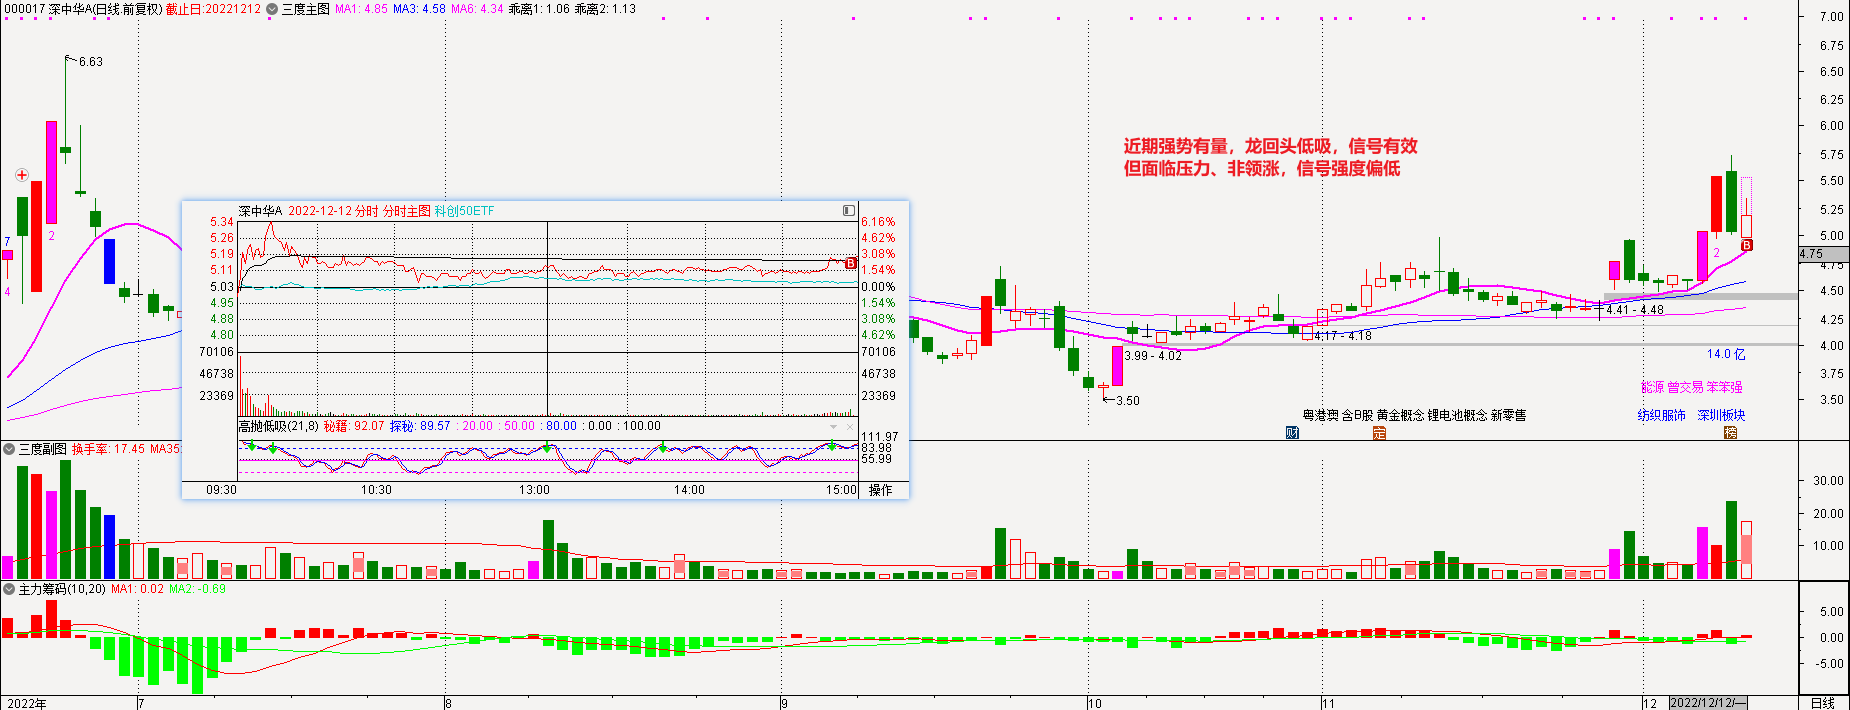 000017 深中华A(日线.前复权) 截止日:20221212 三度主图 MA1: 4.85 MA3: 4.58 MA6: 4.34 乖离1: 1.06 乖离2: 1.13
7.00
6.75
6.50
6.25
6.00
5.75
5.50
5.25
5.00
4.75
4.75
4.50
4.25
4.00
3.75
3.50
6.63
7
4
2
近期强势有量，龙回头低吸，信号有效
但面临压力、非领涨，信号强度偏低
深中华A 2022-12-12 分时 分时主图 科创50ETF
5.34 6.16%
5.26 4.62%
5.19 3.08%
5.11 1.54%
5.03 0.00%
4.95 1.54%
4.88 3.08%
4.80 4.62%
70106 70106
46738 46738
23369 23369
B
高抛低吸(21,8) 秘籍: 92.07 探秘: 89.57 : 20.00 : 50.00 : 80.00 : 0.00 : 100.00
111.97
83.98
55.99
09:30 10:30 13:00 14:00 15:00 操作
2
B
4.41 - 4.48
4.17 - 4.18
3.99 - 4.02
3.50
14.0 亿
能源 曾交易 笨笨强
粤港澳 含B股 黄金概念 锂电池概念 新零售
纺织服饰 深圳板块
财 定 榜
三度副图 换手率: 17.45 MA35
30.00
20.00
10.00
主力筹码(10,20) MA1: 0.02 MA2: -0.69
5.00
0.00
-5.00
2022年 7 8 9 10 11 12 2022/12/12/一 日线